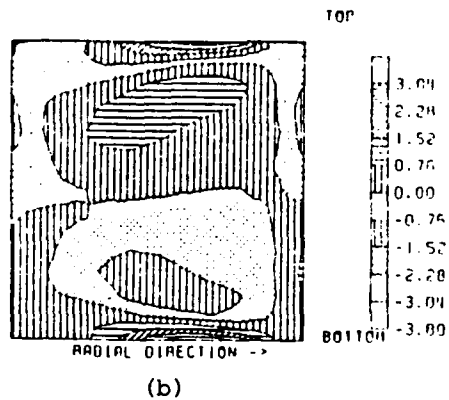 TOP
3.04
2.28
1.52
0.76
0.00
-0.76
-1.52
-2.28
-3.04
-3.80
BOTTOM
RADIAL DIRECTION ->
(b)